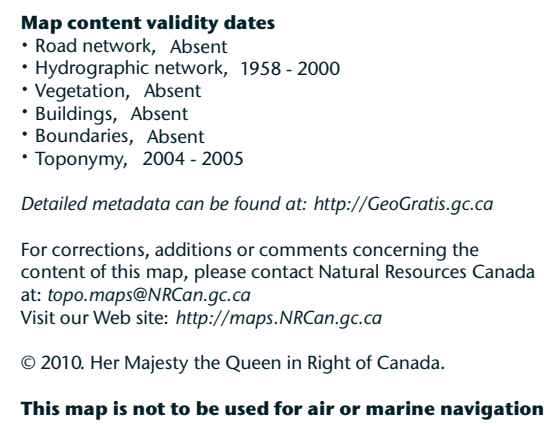 Map content validity dates
• Road network, Absent
• Hydrographic network, 1958 - 2000
• Vegetation, Absent
• Buildings, Absent
• Boundaries, Absent
• Toponymy, 2004 - 2005
Detailed metadata can be found at: http://GeoGratis.gc.ca
For corrections, additions or comments concerning the
content of this map, please contact Natural Resources Canada
at: topo.maps@NRCan.gc.ca
Visit our Web site: http://maps.NRCan.gc.ca
© 2010. Her Majesty the Queen in Right of Canada.
This map is not to be used for air or marine navigation